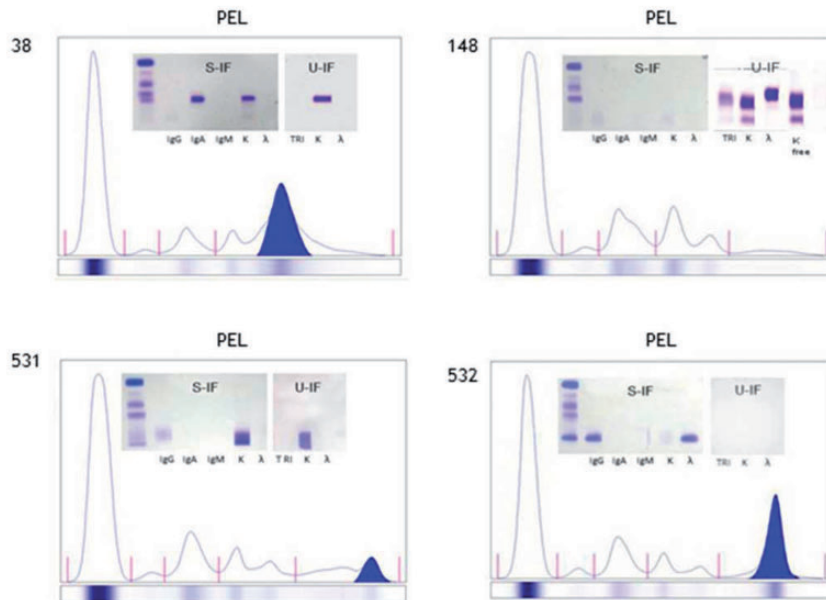 PEL
38
S-IF
U-IF
IgG IgA IgM K λ TRI K λ
PEL
148
S-IF
U-IF
IgG IgA IgM K λ TRI K λ K free
PEL
531
S-IF
U-IF
IgG IgA IgM K λ TRI K λ
PEL
532
S-IF
U-IF
IgG IgA IgM K λ TRI K λ